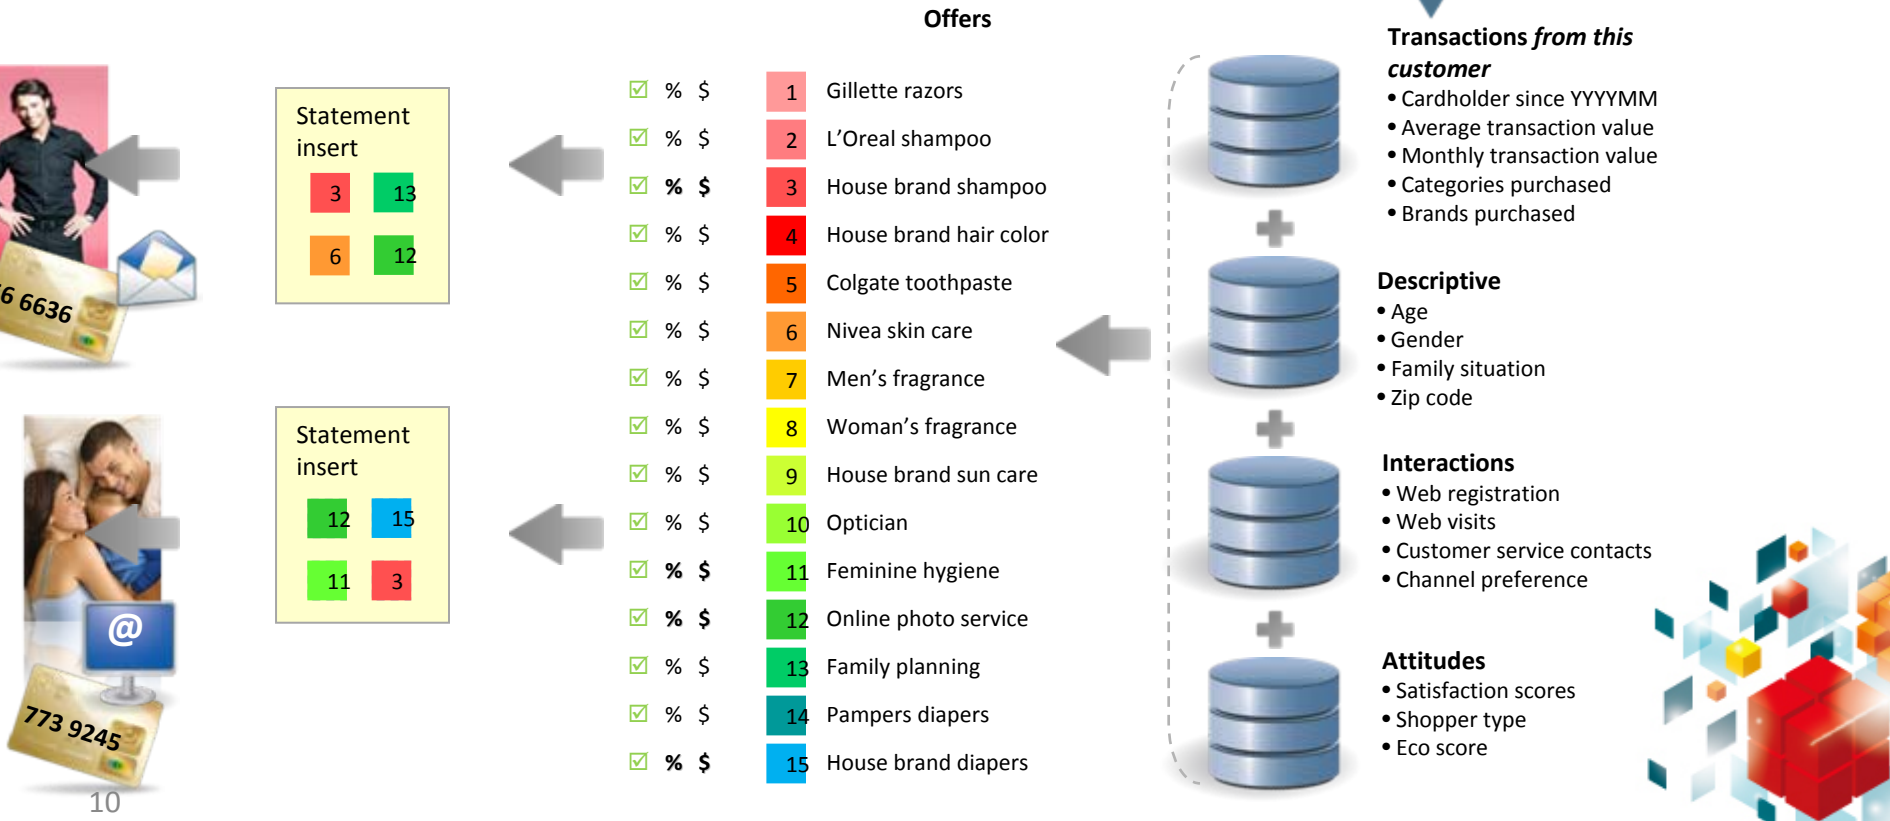 Offers
Transactions from this
customer
• Cardholder since YYYYMM
• Average transaction value
• Monthly transaction value
• Categories purchased
• Brands purchased
Descriptive
• Age
• Gender
• Family situation
• Zip code
Interactions
• Web registration
• Web visits
• Customer service contacts
• Channel preference
Attitudes
• Satisfaction scores
• Shopper type
• Eco score
% $ 1 Gillette razors
% $ 2 L’Oreal shampoo
% $ 3 House brand shampoo
% $ 4 House brand hair color
% $ 5 Colgate toothpaste
% $ 6 Nivea skin care
% $ 7 Men’s fragrance
% $ 8 Woman’s fragrance
% $ 9 House brand sun care
% $ 10 Optician
% $ 11 Feminine hygiene
% $ 12 Online photo service
% $ 13 Family planning
% $ 14 Pampers diapers
% $ 15 House brand diapers
Statement
insert
3 13
6 12
Statement
insert
12 15
11 3
6 6636
@
773 9245
10